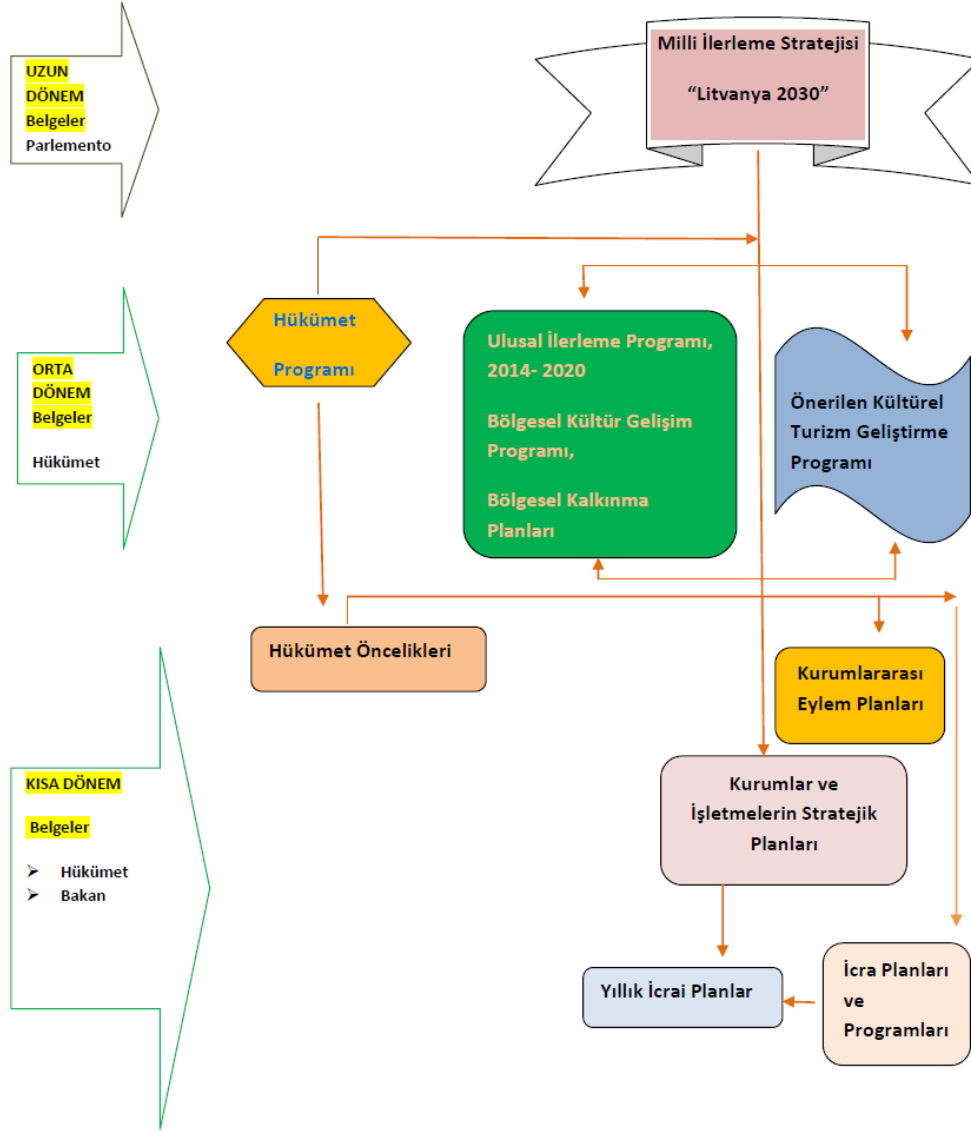 UZUN
DÖNEM
Belgeler
Parlemento
Milli İlerleme Stratejisi
“Litvanya 2030”
ORTA
DÖNEM
Belgeler
Hükümet
Hükümet
Programı
Ulusal İlerleme Programı,
2014- 2020
Bölgesel Kültür Gelişim
Programı,
Bölgesel Kalkınma
Planları
Önerilen Kültürel
Turizm Geliştirme
Programı
Hükümet Öncelikleri
Kurumlararası
Eylem Planları
KISA DÖNEM
Belgeler
➢ Hükümet
➢ Bakan
Kurumlar ve
İşletmelerin Stratejik
Planları
Yıllık İcrai Planlar
İcra Planları
ve
Programları